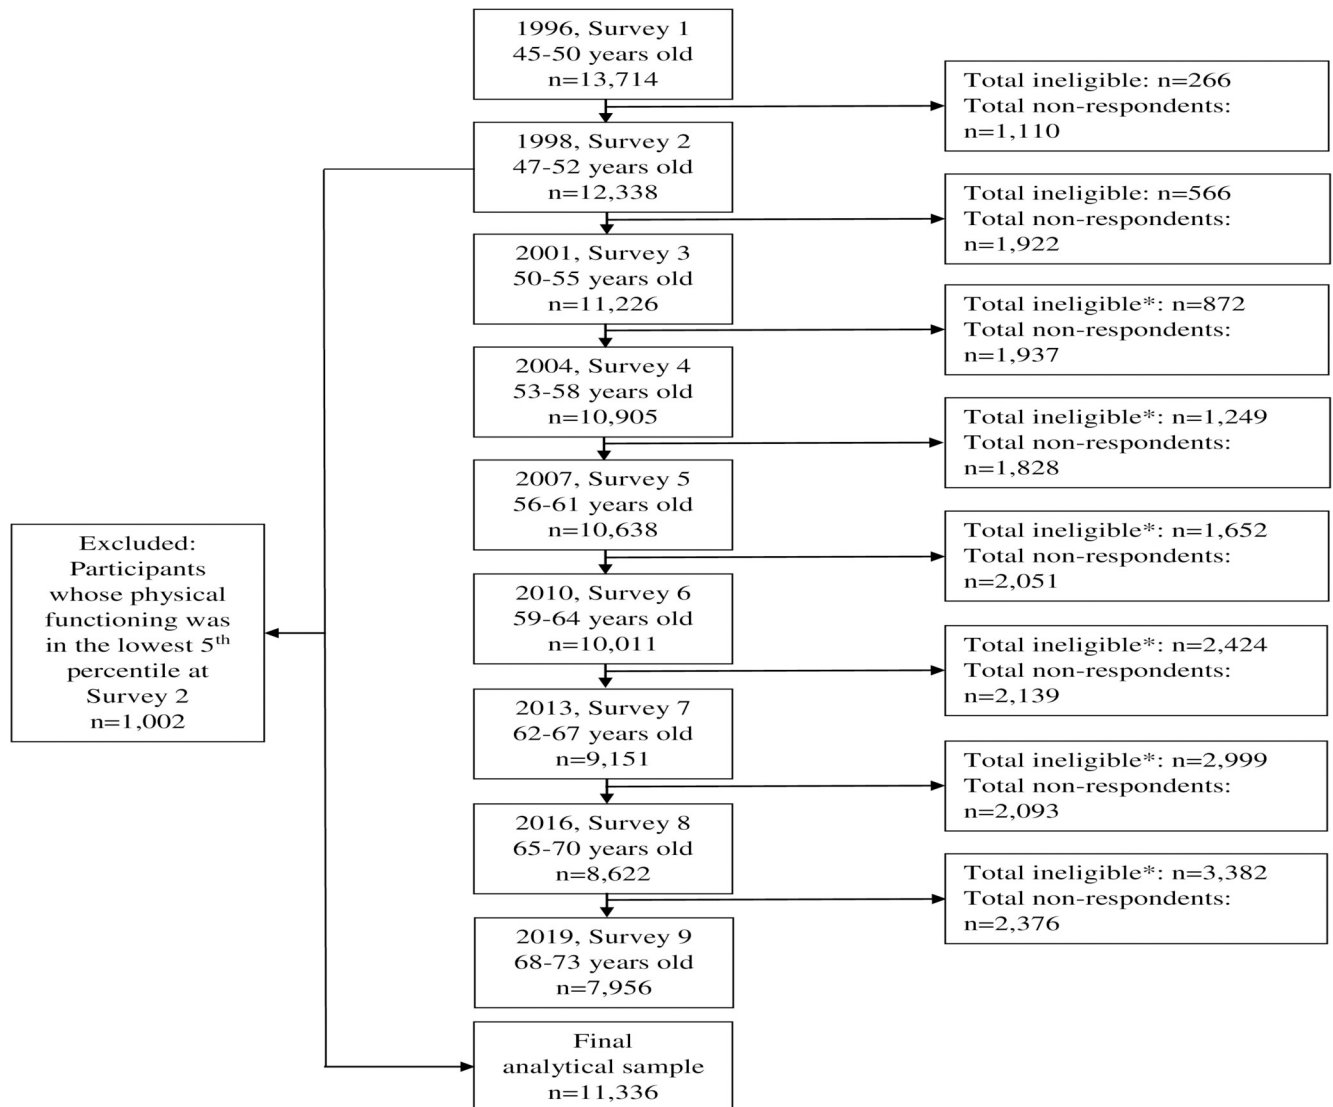 1996, Survey 1
45-50 years old
n=13,714
Total ineligible: n=266
Total non-respondents:
n=1,110
1998, Survey 2
47-52 years old
n=12,338
Total ineligible: n=566
Total non-respondents:
n=1,922
2001, Survey 3
50-55 years old
n=11,226
Total ineligible*: n=872
Total non-respondents:
n=1,937
2004, Survey 4
53-58 years old
n=10,905
Total ineligible*: n=1,249
Total non-respondents:
n=1,828
2007, Survey 5
56-61 years old
n=10,638
Total ineligible*: n=1,652
Total non-respondents:
n=2,051
Excluded:
Participants
whose physical
functioning was
in the lowest 5th
percentile at
Survey 2
n=1,002
2010, Survey 6
59-64 years old
n=10,011
Total ineligible*: n=2,424
Total non-respondents:
n=2,139
2013, Survey 7
62-67 years old
n=9,151
Total ineligible*: n=2,999
Total non-respondents:
n=2,093
2016, Survey 8
65-70 years old
n=8,622
Total ineligible*: n=3,382
Total non-respondents:
n=2,376
2019, Survey 9
68-73 years old
n=7,956
Final
analytical sample
n=11,336